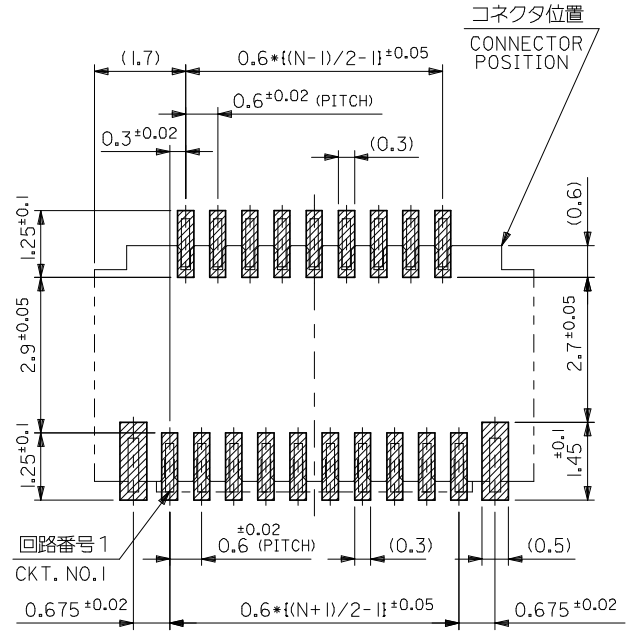 コネクタ位置
CONNECTOR
POSITION
(1.7)
0.6*{(N-1)/2-1}±0.05
0.6±0.02 (PITCH)
0.3±0.02
(0.3)
(0.6)
1.25±0.1
2.9±0.05
2.7±0.05
1.25±0.1
1.45 ±0.1
回路番号1
CKT. NO.1
±0.02
0.6 (PITCH)
(0.3)
(0.5)
0.675±0.02
0.6*{(N+1)/2-1}±0.05
0.675±0.02